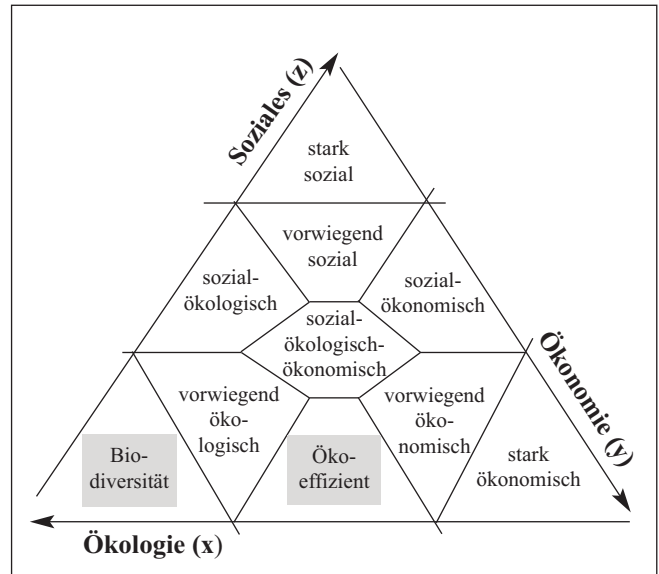 Soziales (z)
stark
sozial
vorwiegend
sozial
sozial-
ökologisch
sozial-
ökonomisch
sozial-
ökologisch-
ökonomisch
Ökonomie (y)
vorwiegend
öko-
logisch
vorwiegend
öko-
nomisch
Bio-
diversität
Öko-
effizient
stark
ökonomisch
Ökologie (x)